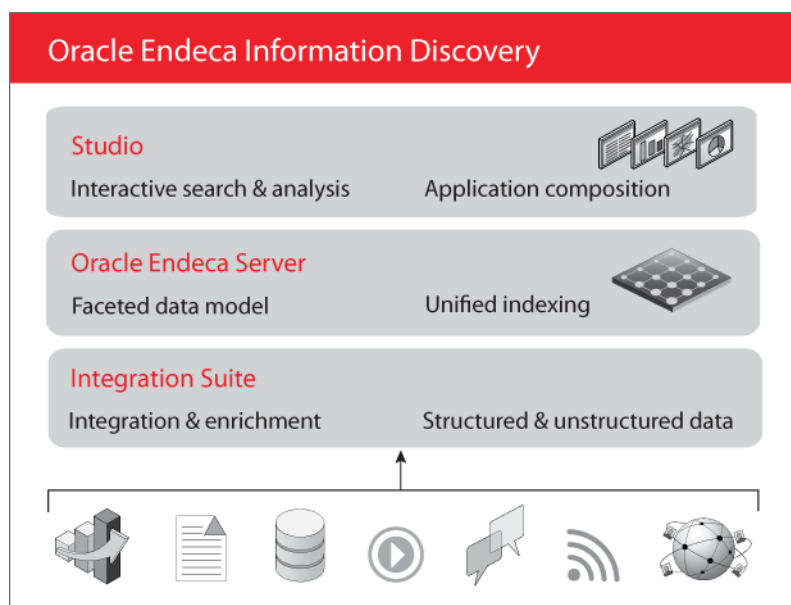 Oracle Endeca Information Discovery
Studio
Interactive search & analysis Application composition
Oracle Endeca Server
Faceted data model Unified indexing
Integration Suite
Integration & enrichment Structured & unstructured data